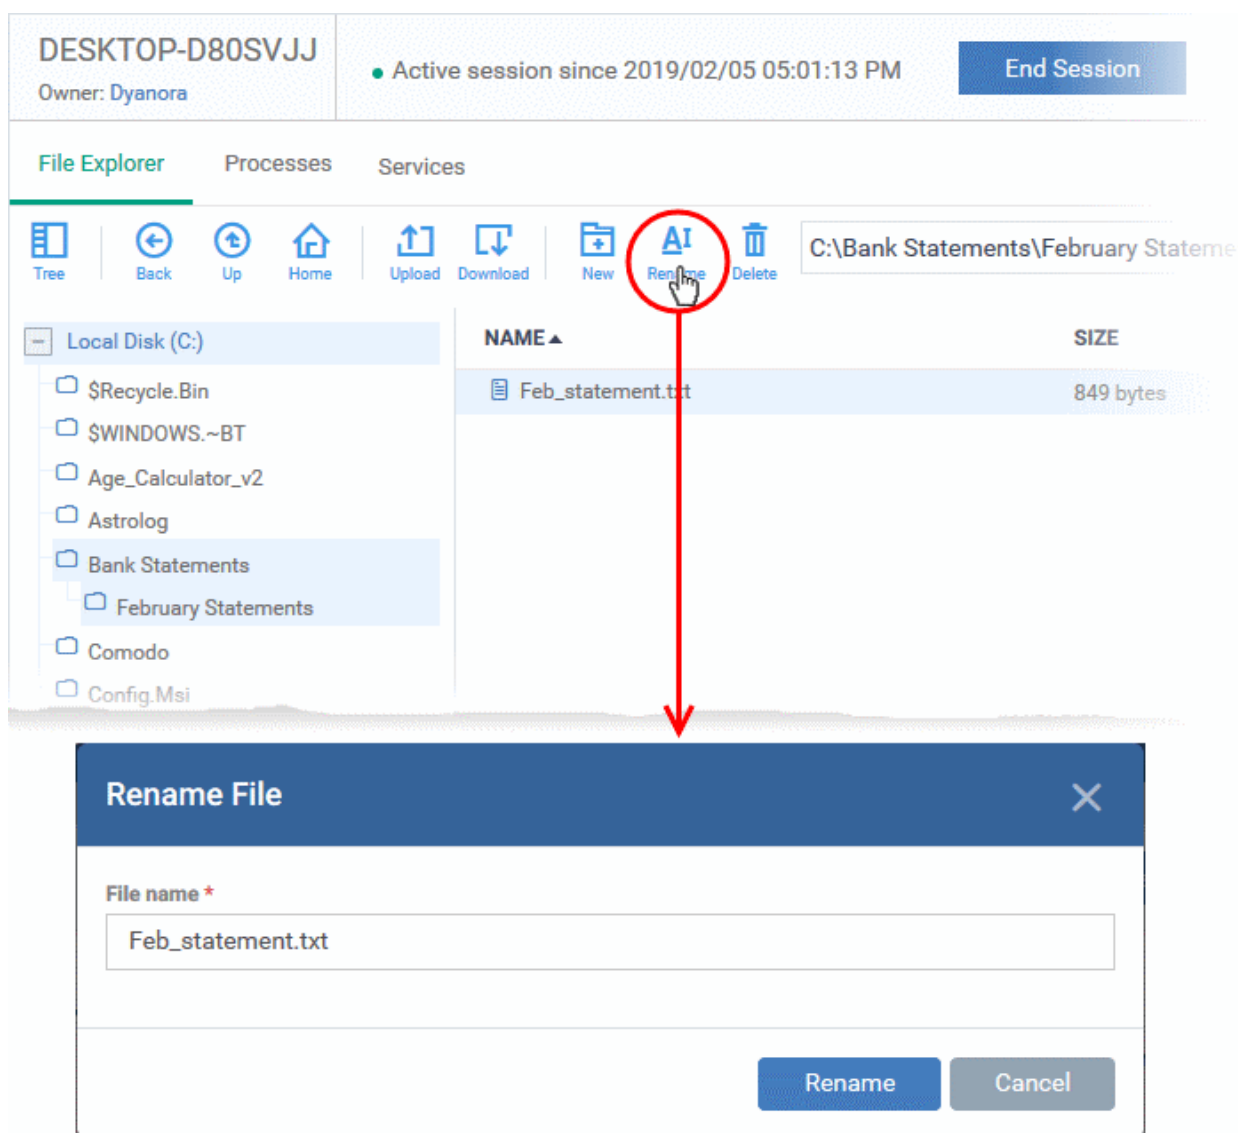 DESKTOP-D80SVJJ
Owner: Dyanora
Active session since 2019/02/05 05:01:13 PM
End Session
File Explorer
Processes
Services
Tree
Back
Up
Home
Upload
Download
New
Rename
Delete
C:\Bank Statements\February Stateme
Local Disk (C:)
$Recycle.Bin
$WINDOWS.~BT
Age_Calculator_v2
Astrolog
Bank Statements
February Statements
Comodo
Config.Msi
NAME
SIZE
Feb_statement.txt
849 bytes
Rename File
File name *
Feb_statement.txt
Rename
Cancel